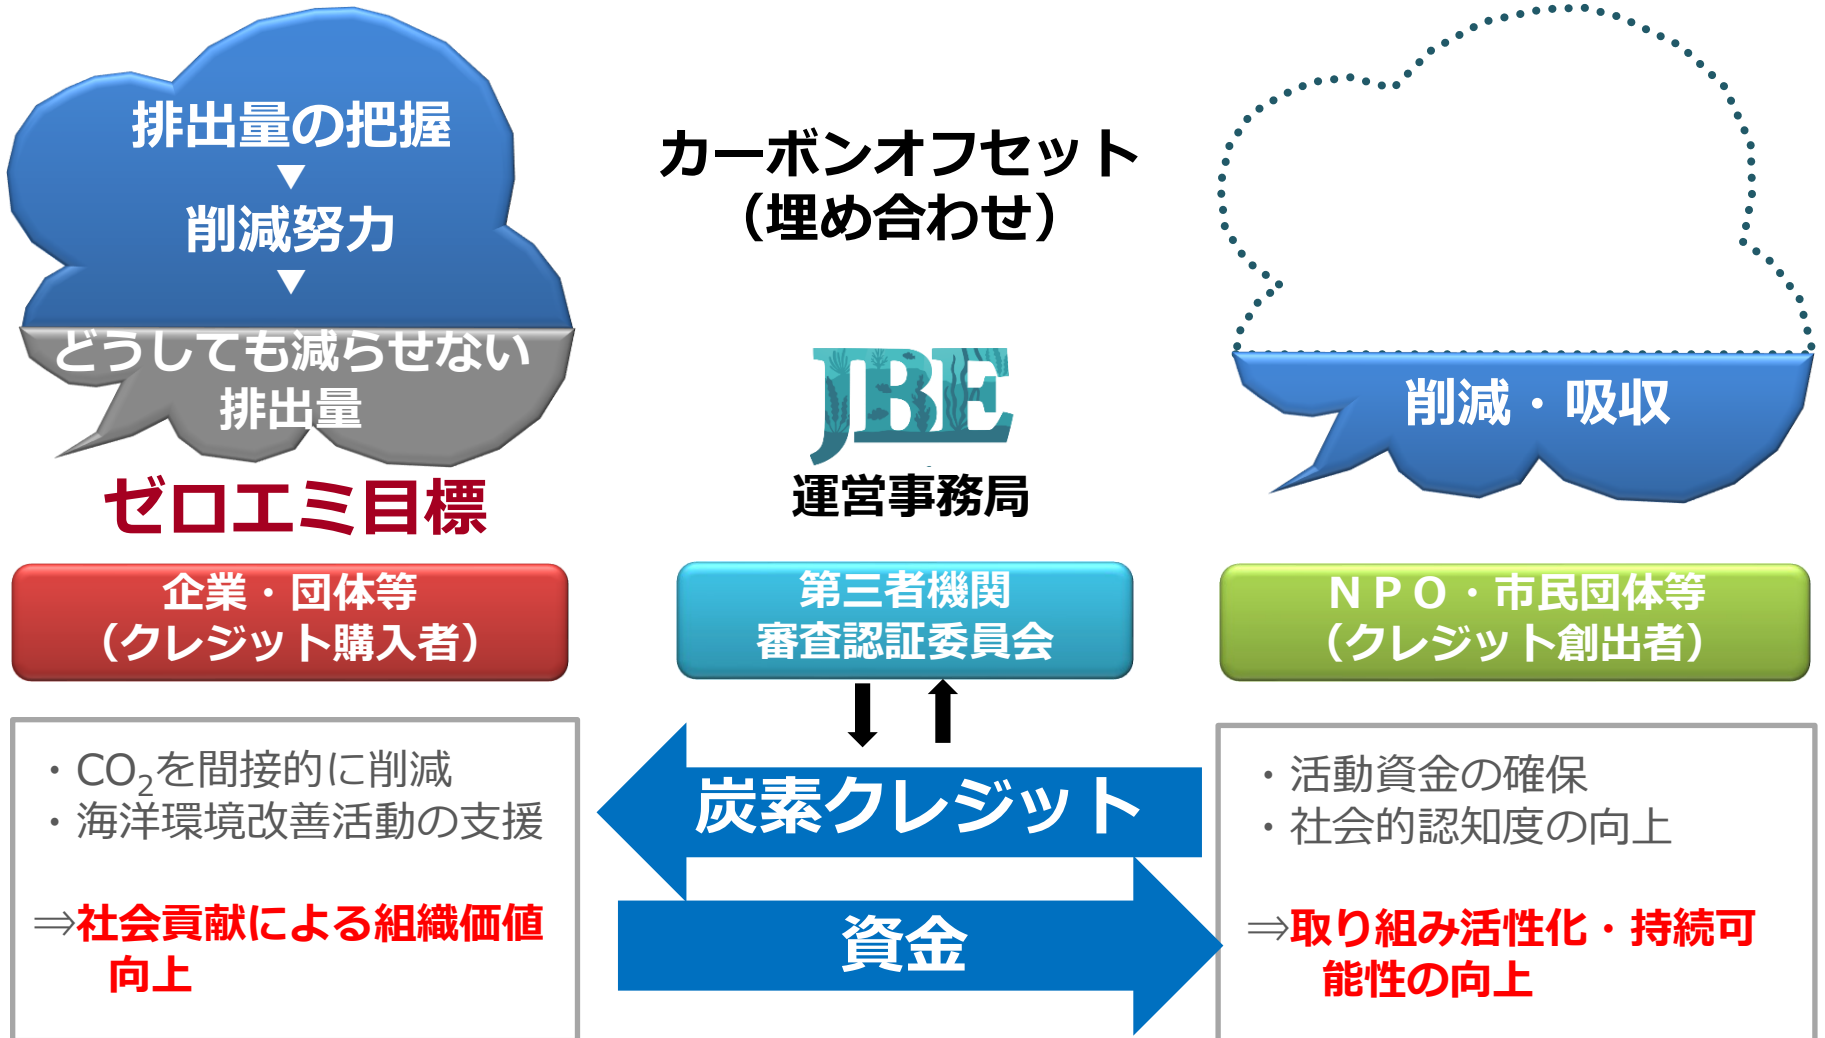 排出量の把握
▼
削減努力
▼
どうしても減らせない
排出量
ゼロエミ目標
カーボンオフセット
（埋め合わせ）
JBE
運営事務局
削減・吸収
企業・団体等
（クレジット購入者）
第三者機関
審査認証委員会
ＮＰＯ・市民団体等
（クレジット創出者）
・CO₂を間接的に削減
・海洋環境改善活動の支援
⇒社会貢献による組織価値
向上
炭素クレジット
資金
・活動資金の確保
・社会的認知度の向上
⇒取り組み活性化・持続可
能性の向上